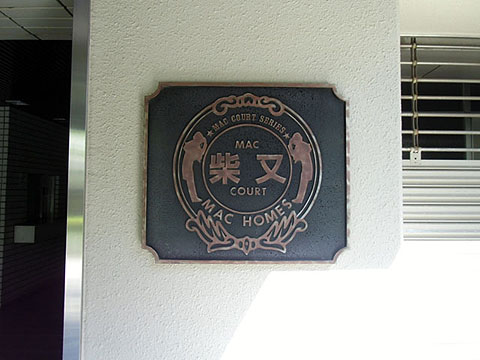 ★ MAC COURT SERIES ★
MAC
柴又
COURT
MAC HOMES